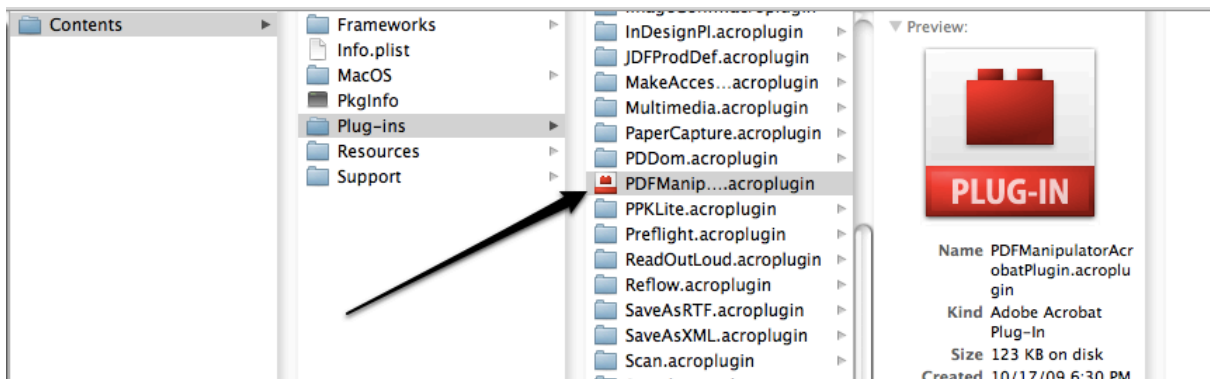 Contents
Frameworks
Info.plist
MacOS
PkgInfo
Plug-ins
Resources
Support
InDesignPI.acroplugin
JDFProdDef.acroplugin
MakeAcces...acroplugin
Multimedia.acroplugin
PaperCapture.acroplugin
PDDom.acroplugin
PDFManip....acroplugin
PPKLite.acroplugin
Preflight.acroplugin
ReadOutLoud.acroplugin
Reflow.acroplugin
SaveAsRTF.acroplugin
SaveAsXML.acroplugin
Scan.acroplugin
Preview:
PLUG-IN
Name PDFManipulatorAcr
obatPlugin.acroplu
gin
Kind Adobe Acrobat
Plug-In
Size 123 KB on disk
Created 10/17/09 6:30 PM